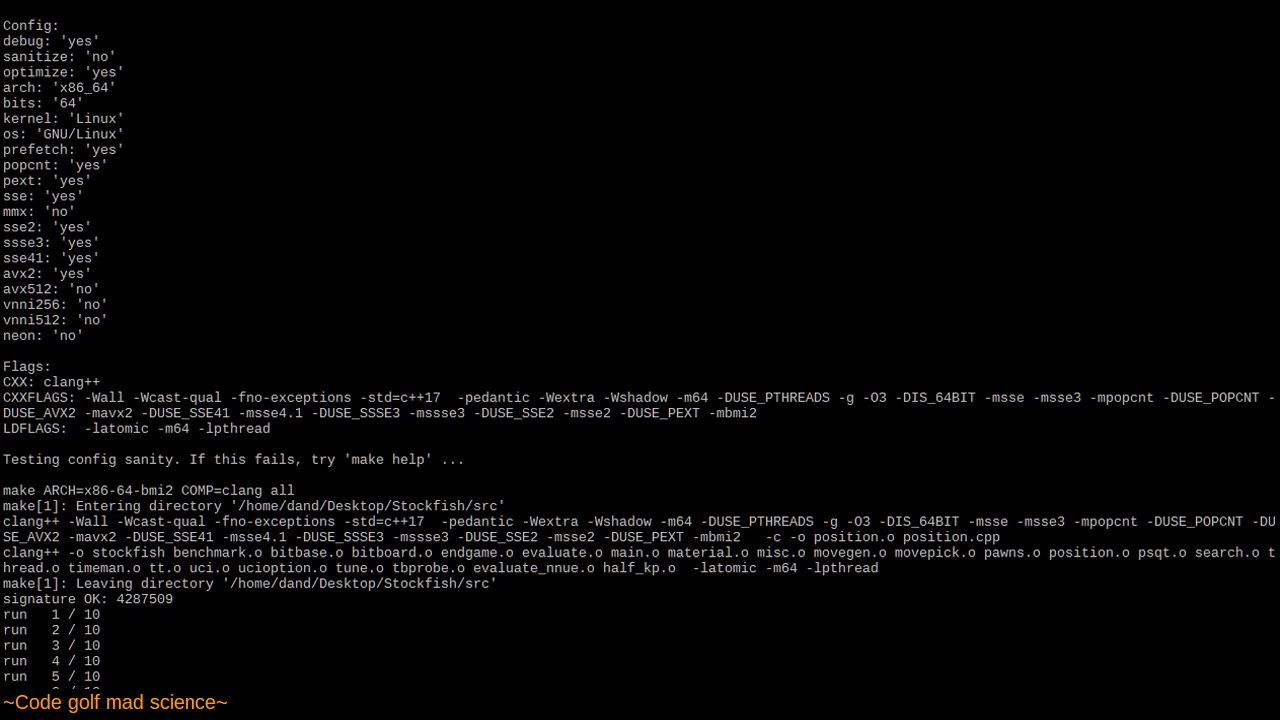 Config:
debug: 'yes'
sanitize: 'no'
optimize: 'yes'
arch: 'x86_64'
bits: '64'
kernel: 'Linux'
os: 'GNU/Linux'
prefetch: 'yes'
popcnt: 'yes'
pext: 'yes'
sse: 'yes'
mmx: 'no'
sse2: 'yes'
ssse3: 'yes'
sse41: 'yes'
avx2: 'yes'
avx512: 'no'
vnni256: 'no'
vnni512: 'no'
neon: 'no'
Flags:
CXX: clang++
CXXFLAGS: -Wall -Wcast-qual -fno-exceptions -std=c++17  -pedantic -Wextra -Wshadow -m64 -DUSE_PTHREADS -g -O3 -DIS_64BIT -msse -msse3 -mpopcnt -DUSE_POPCNT -
DUSE_AVX2 -mavx2 -DUSE_SSE41 -msse4.1 -DUSE_SSSE3 -mssse3 -DUSE_SSE2 -msse2 -DUSE_PEXT -mbmi2
LDFLAGS:  -latomic -m64 -lpthread
Testing config sanity. If this fails, try 'make help' ...
make ARCH=x86-64-bmi2 COMP=clang all
make[1]: Entering directory '/home/dand/Desktop/Stockfish/src'
clang++ -Wall -Wcast-qual -fno-exceptions -std=c++17  -pedantic -Wextra -Wshadow -m64 -DUSE_PTHREADS -g -O3 -DIS_64BIT -msse -msse3 -mpopcnt -DUSE_POPCNT -DU
SE_AVX2 -mavx2 -DUSE_SSE41 -msse4.1 -DUSE_SSSE3 -mssse3 -DUSE_SSE2 -msse2 -DUSE_PEXT -mbmi2   -c -o position.o position.cpp
clang++ -o stockfish benchmark.o bitbase.o bitboard.o endgame.o evaluate.o main.o material.o misc.o movegen.o movepick.o pawns.o position.o psqt.o search.o t
hread.o timeman.o tt.o uci.o ucioption.o tune.o tbprobe.o evaluate_nnue.o half_kp.o  -latomic -m64 -lpthread
make[1]: Leaving directory '/home/dand/Desktop/Stockfish/src'
signature OK: 4287509
run   1 / 10
run   2 / 10
run   3 / 10
run   4 / 10
run   5 / 10
~Code golf mad science~